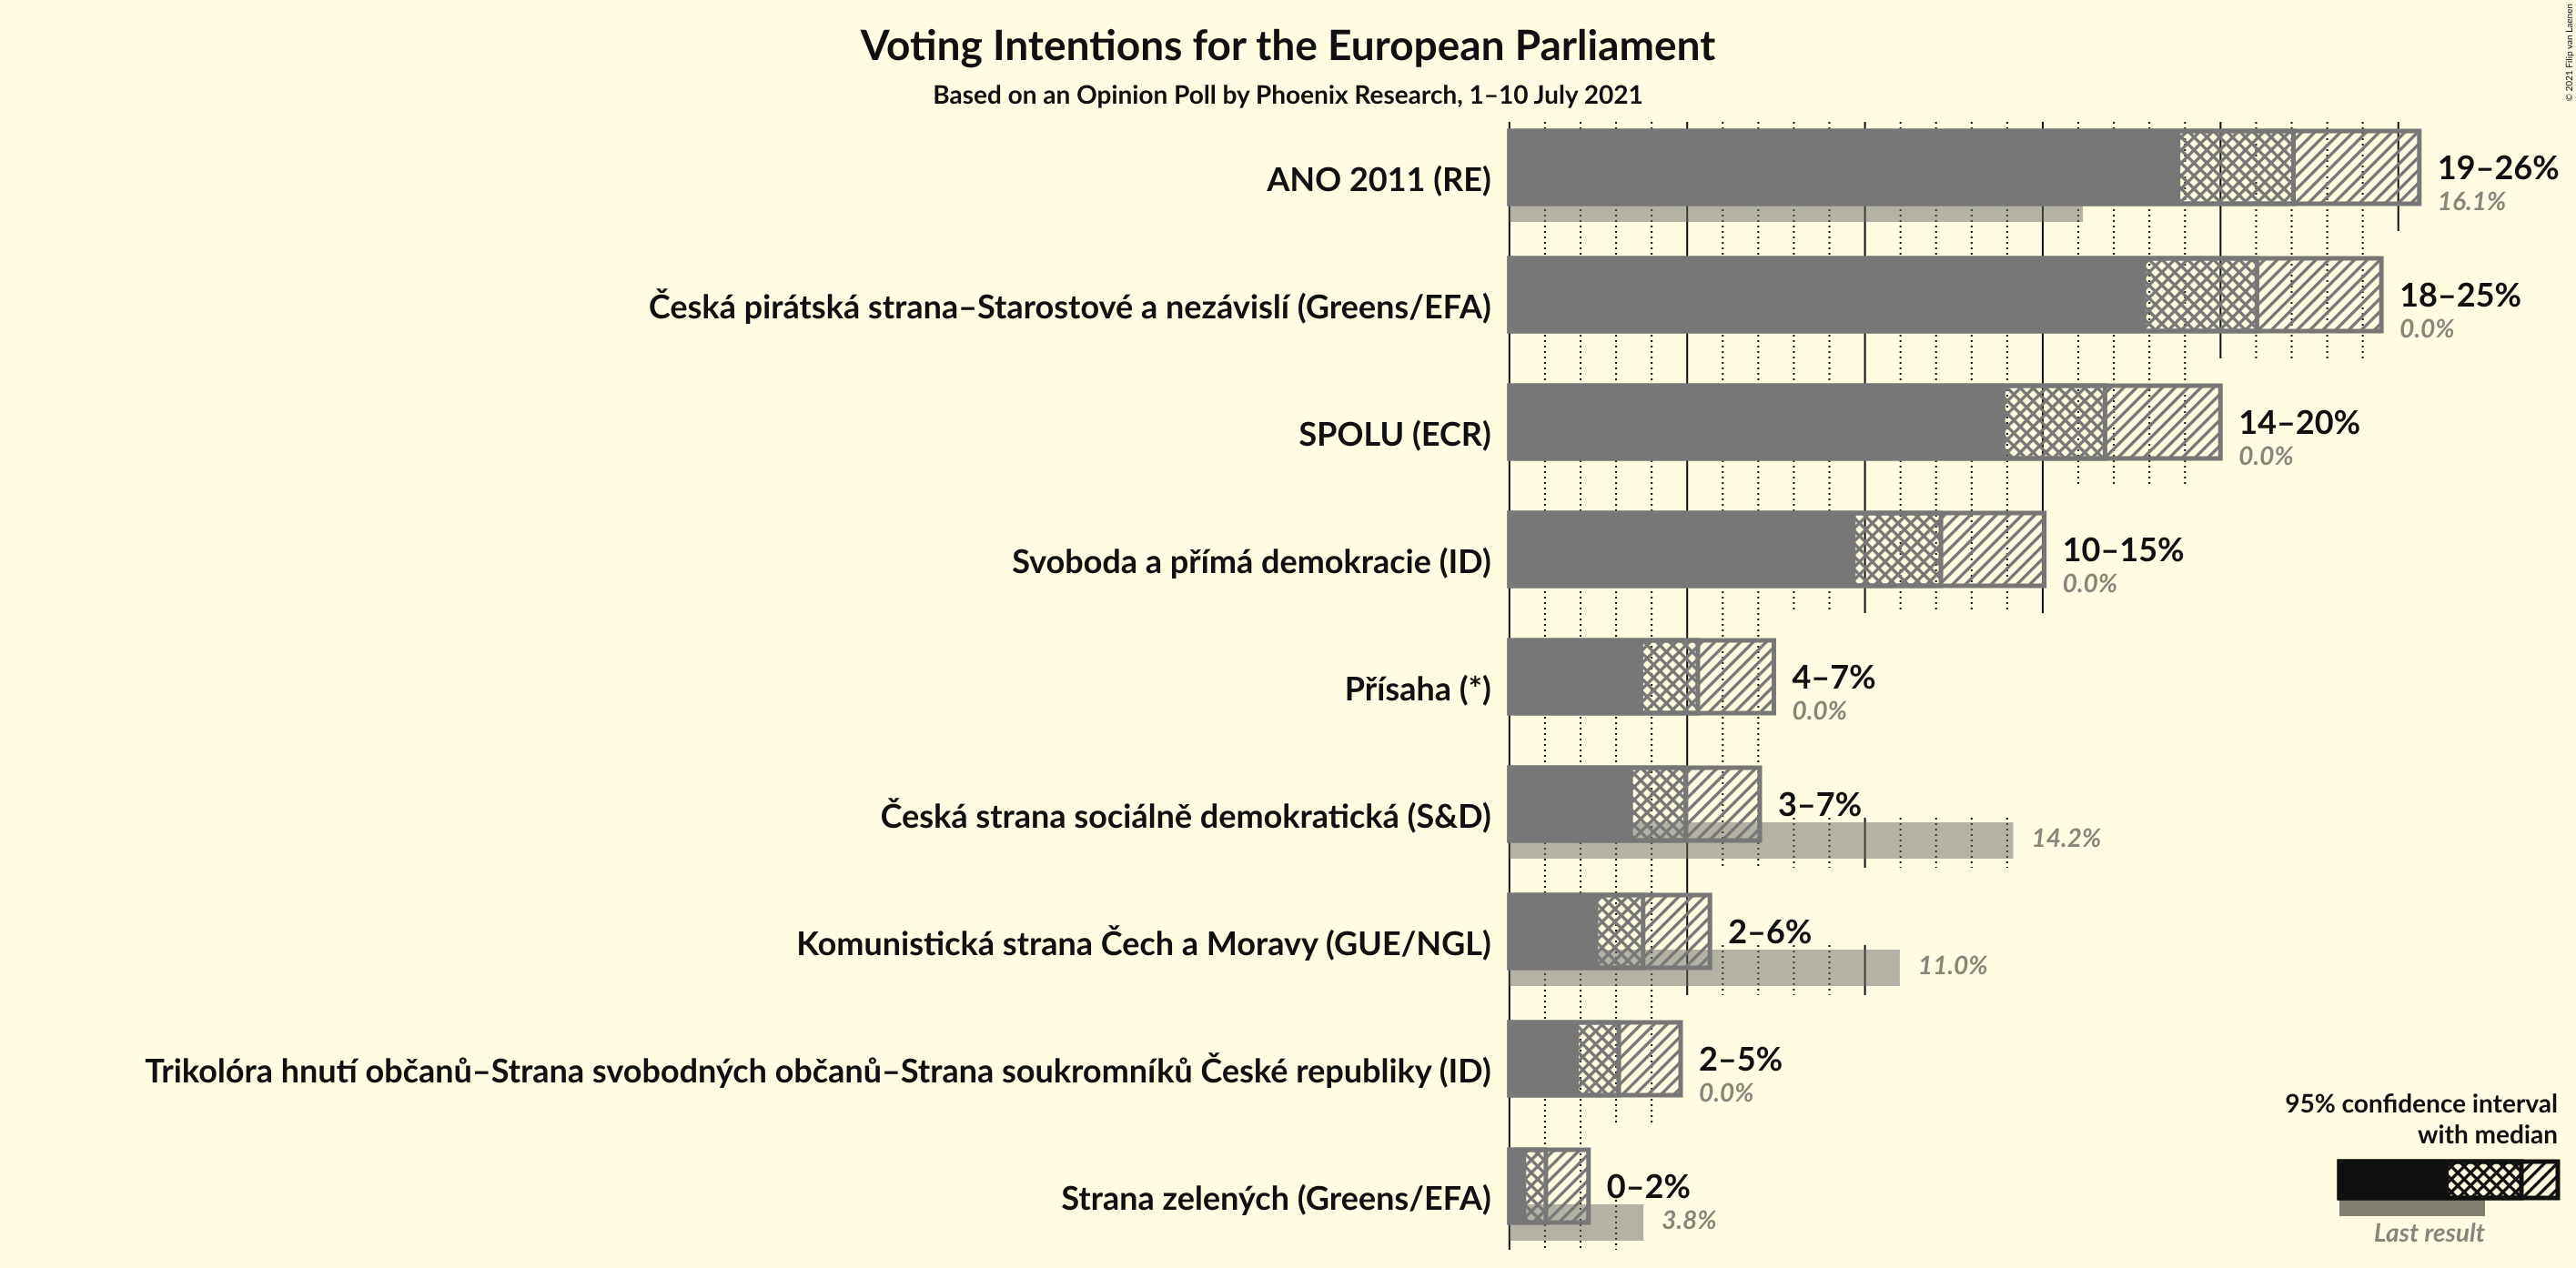 Voting Intentions for the European Parliament
Based on an Opinion Poll by Phoenix Research, 1–10 July 2021
© 2021 Filip van Laenen
ANO 2011 (RE)
19–26%
16.1%
Česká pirátská strana–Starostové a nezávislí (Greens/EFA)
18–25%
0.0%
SPOLU (ECR)
14–20%
0.0%
Svoboda a přímá demokracie (ID)
10–15%
0.0%
Přísaha (*)
4–7%
0.0%
Česká strana sociálně demokratická (S&D)
3–7%
14.2%
Komunistická strana Čech a Moravy (GUE/NGL)
2–6%
11.0%
Trikolóra hnutí občanů–Strana svobodných občanů–Strana soukromníků České republiky (ID)
2–5%
0.0%
Strana zelených (Greens/EFA)
0–2%
3.8%
95% confidence interval
with median
Last result